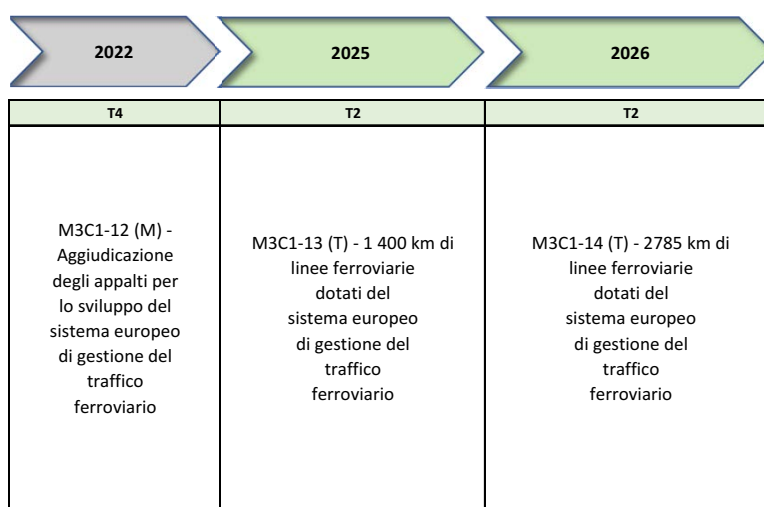 2022
2025
2026
T4
T2
T2
M3C1-12 (M) -
Aggiudicazione
degli appalti per
lo sviluppo del
sistema europeo
di gestione del
traffico
ferroviario
M3C1-13 (T) - 1 400 km di
linee ferroviarie
dotati del
sistema europeo
di gestione del
traffico
ferroviario
M3C1-14 (T) - 2785 km di
linee ferroviarie
dotati del
sistema europeo
di gestione del
traffico
ferroviario